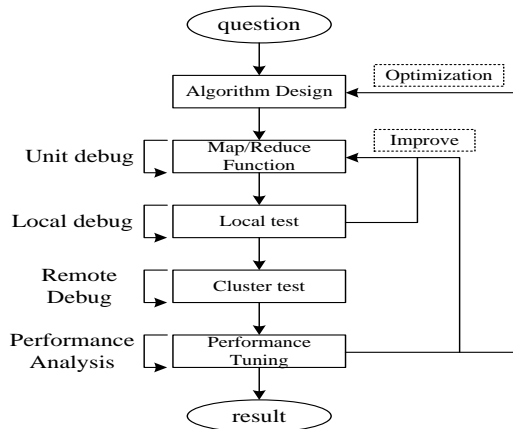 question
Optimization
Algorithm Design
Unit debug
Map/Reduce
Function
Improve
Local debug
Local test
Remote
Debug
Cluster test
Performance
Analysis
Performance
Tuning
result